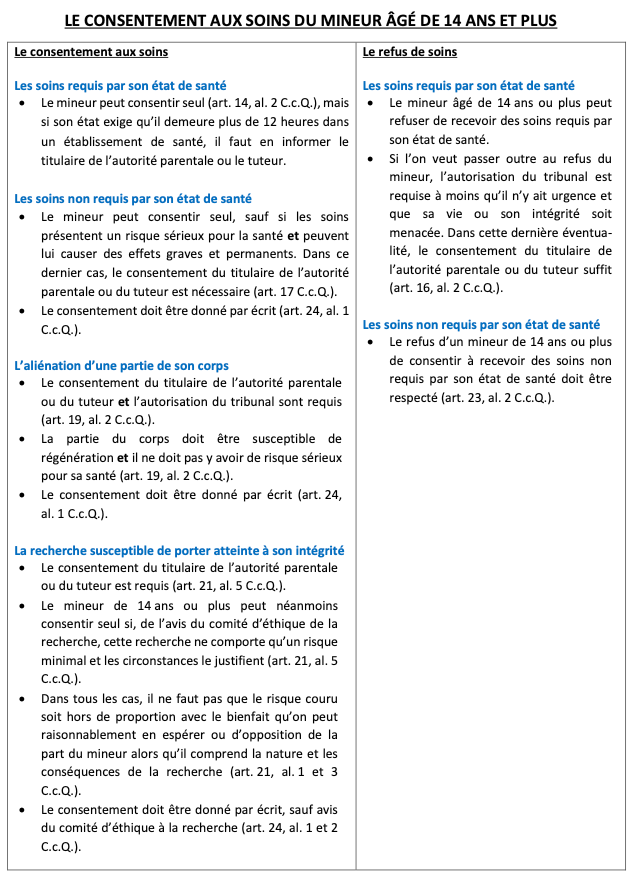 LE CONSENTEMENT AUX SOINS DU MINEUR ÂGÉ DE 14 ANS ET PLUS
Le consentement aux soins
Les soins requis par son état de santé
• Le mineur peut consentir seul (art. 14, al. 2 C.c.Q.), mais
si son état exige qu'il demeure plus de 12 heures dans
un établissement de santé, il faut en informer le
titulaire de l'autorité parentale ou le tuteur.
Les soins non requis par son état de santé
• Le mineur peut consentir seul, sauf si les soins
présentent un risque sérieux pour la santé et peuvent
lui causer des effets graves et permanents. Dans ce
dernier cas, le consentement du titulaire de l'autorité
parentale ou du tuteur est nécessaire (art. 17 C.c.Q.).
• Le consentement doit être donné par écrit (art. 24, al. 1
C.c.Q.).
L'aliénation d'une partie de son corps
• Le consentement du titulaire de l'autorité parentale
ou du tuteur et l'autorisation du tribunal sont requis
(art. 19, al. 2 C.c.Q.).
• La partie du corps doit être susceptible de
régénération et il ne doit pas y avoir de risque sérieux
pour sa santé (art. 19, al. 2 C.c.Q.).
• Le consentement doit être donné par écrit (art. 24,
al. 1 C.c.Q.).
La recherche susceptible de porter atteinte à son intégrité
• Le consentement du titulaire de l'autorité parentale
ou du tuteur est requis (art. 21, al. 5 C.c.Q.).
• Le mineur de 14 ans ou plus peut néanmoins
consentir seul si, de l'avis du comité d'éthique de la
recherche, cette recherche ne comporte qu'un risque
minimal et les circonstances le justifient (art. 21, al. 5
C.c.Q.).
• Dans tous les cas, il ne faut pas que le risque couru
soit hors de proportion avec le bienfait qu'on peut
raisonnablement en espérer ou d'opposition de la
part du mineur alors qu'il comprend la nature et les
conséquences de la recherche (art. 21, al. 1 et 3
C.c.Q.).
• Le consentement doit être donné par écrit, sauf avis
du comité d'éthique à la recherche (art. 24, al. 1 et 2
C.c.Q.).
Le refus de soins
Les soins requis par son état de santé
• Le mineur âgé de 14 ans ou plus peut
refuser de recevoir des soins requis par
son état de santé.
• Si l'on veut passer outre au refus du
mineur, l'autorisation du tribunal est
requise à moins qu'il n'y ait urgence et
que sa vie ou son intégrité soit
menacée. Dans cette dernière éventua-
lité, le consentement du titulaire de
l'autorité parentale ou du tuteur suffit
(art. 16, al. 2 C.c.Q.).
Les soins non requis par son état de santé
• Le refus d'un mineur de 14 ans ou plus
de consentir à recevoir des soins non
requis par son état de santé doit être
respecté (art. 23, al. 2 C.c.Q.).